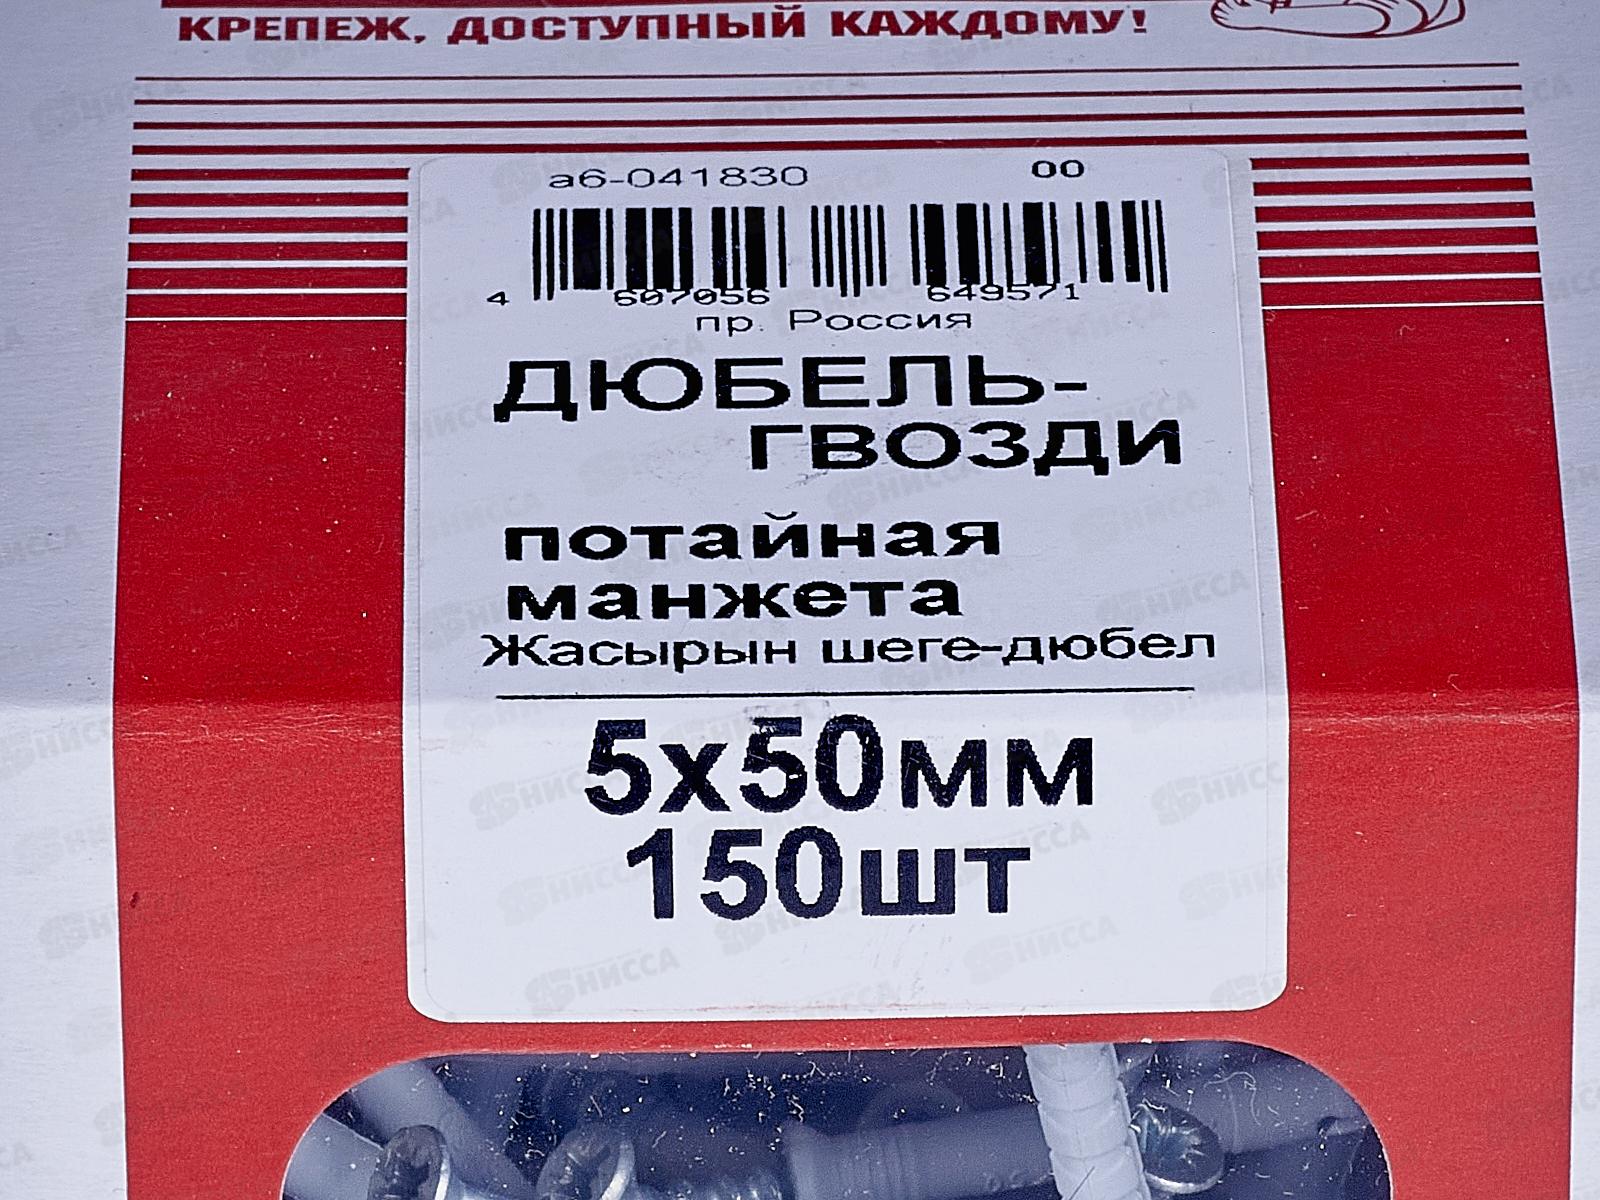 КРЕПЕЖ, ДОСТУПНЫЙ КАЖДОМУ!
а6-041830 00
4 607056 649571
пр. Россия
ДЮБЕЛЬ-
ГВОЗДИ
потайная
манжета
Жасырын шеге-дюбел
5х50мм
150шт
НИССА